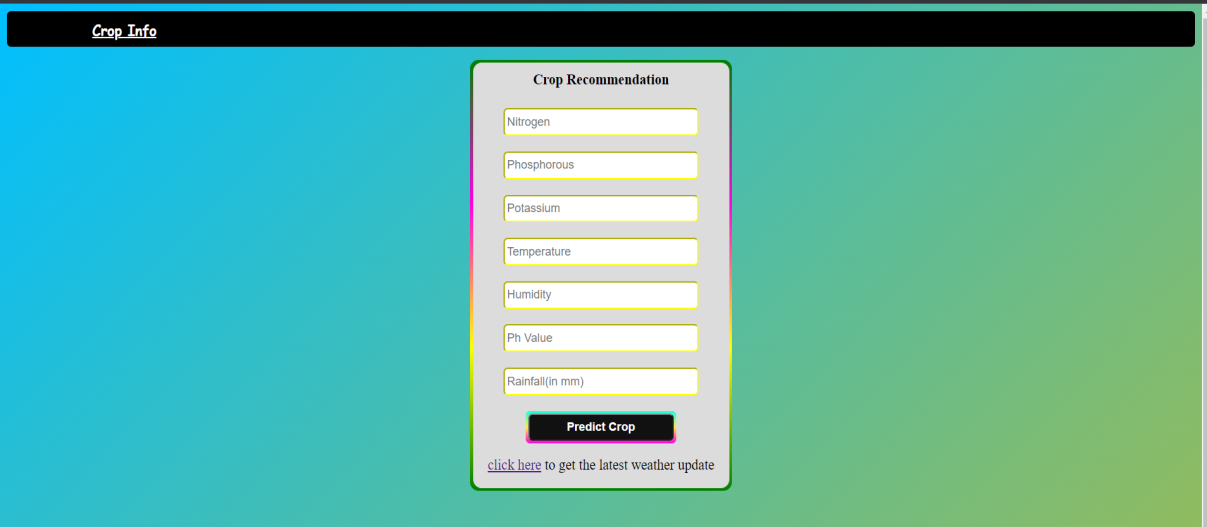 Crop Info
Crop Recommendation
Nitrogen
Phosphorous
Potassium
Temperature
Humidity
Ph Value
Rainfall(in mm)
Predict Crop
click here to get the latest weather update